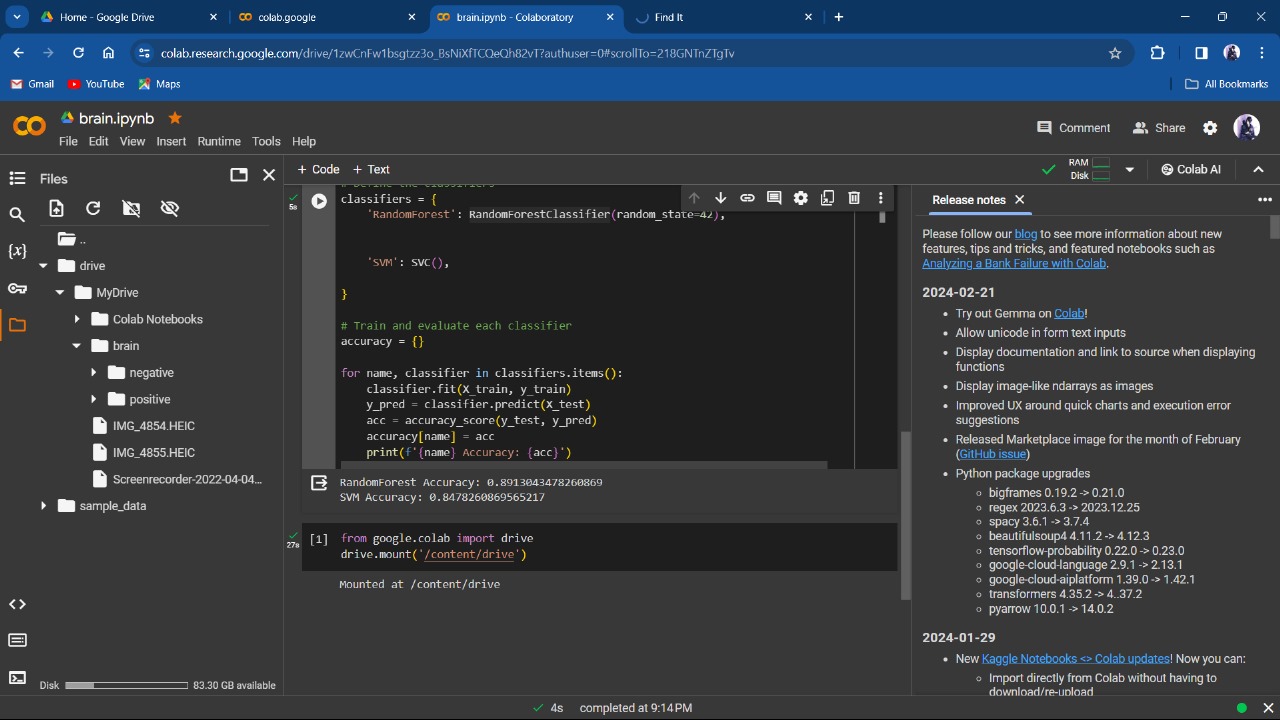 Home - Google Drive
colab.google
brain.ipynb - Colaboratory
Find It
colab.research.google.com/drive/1zwCnFw1bsgtzz3o_BsNiXfTCQeQh82vT?authuser=0#scrollTo=218GNTnZTgTv
Gmail
YouTube
Maps
All Bookmarks
brain.ipynb
File Edit View Insert Runtime Tools Help
Comment
Share
Files
+ Code + Text
RAM
Disk
Colab AI
..
drive
MyDrive
Colab Notebooks
brain
negative
positive
IMG_4854.HEIC
IMG_4855.HEIC
Screenrecorder-2022-04-04...
sample_data
Disk
83.30 GB available
{x}
5s
# Define the classifiers
classifiers = {
'RandomForest': RandomForestClassifier(random_state=42),
'SVM': SVC(),
}
# Train and evaluate each classifier
accuracy = {}
for name, classifier in classifiers.items():
classifier.fit(X_train, y_train)
y_pred = classifier.predict(X_test)
acc = accuracy_score(y_test, y_pred)
accuracy[name] = acc
print(f'{name} Accuracy: {acc}')
RandomForest Accuracy: 0.8913043478260869
SVM Accuracy: 0.8478260869565217
27s
[1] from google.colab import drive
drive.mount('/content/drive')
Mounted at /content/drive
Release notes
Please follow our blog to see more information about new
features, tips and tricks, and featured notebooks such as
Analyzing a Bank Failure with Colab.
2024-02-21
Try out Gemma on Colab!
Allow unicode in form text inputs
Display documentation and link to source when displaying
functions
Display image-like ndarrays as images
Improved UX around quick charts and execution error
suggestions
Released Marketplace image for the month of February
(GitHub issue)
Python package upgrades
bigframes 0.19.2 -> 0.21.0
regex 2023.6.3 -> 2023.12.25
spacy 3.6.1 -> 3.7.4
beautifulsoup4 4.11.2 -> 4.12.3
tensorflow-probability 0.22.0 -> 0.23.0
google-cloud-language 2.9.1 -> 2.13.1
google-cloud-aiplatform 1.39.0 -> 1.42.1
transformers 4.35.2 -> 4..37.2
pyarrow 10.0.1 -> 14.0.2
2024-01-29
New Kaggle Notebooks <> Colab updates! Now you can:
Import directly from Colab without having to
download/re-upload
4s completed at 9:14 PM